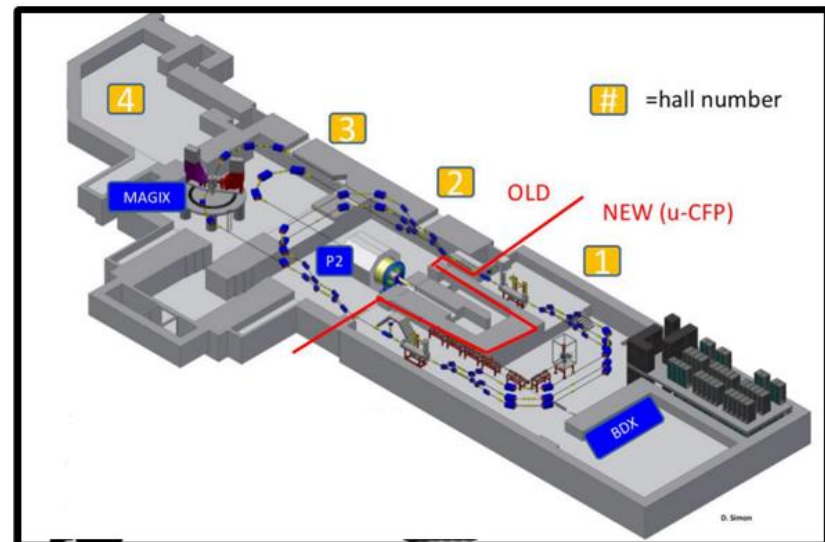 4
#
=hall number
3
2
OLD
MAGIX
NEW (u-CFP)
1
P2
BDX
D. Simon